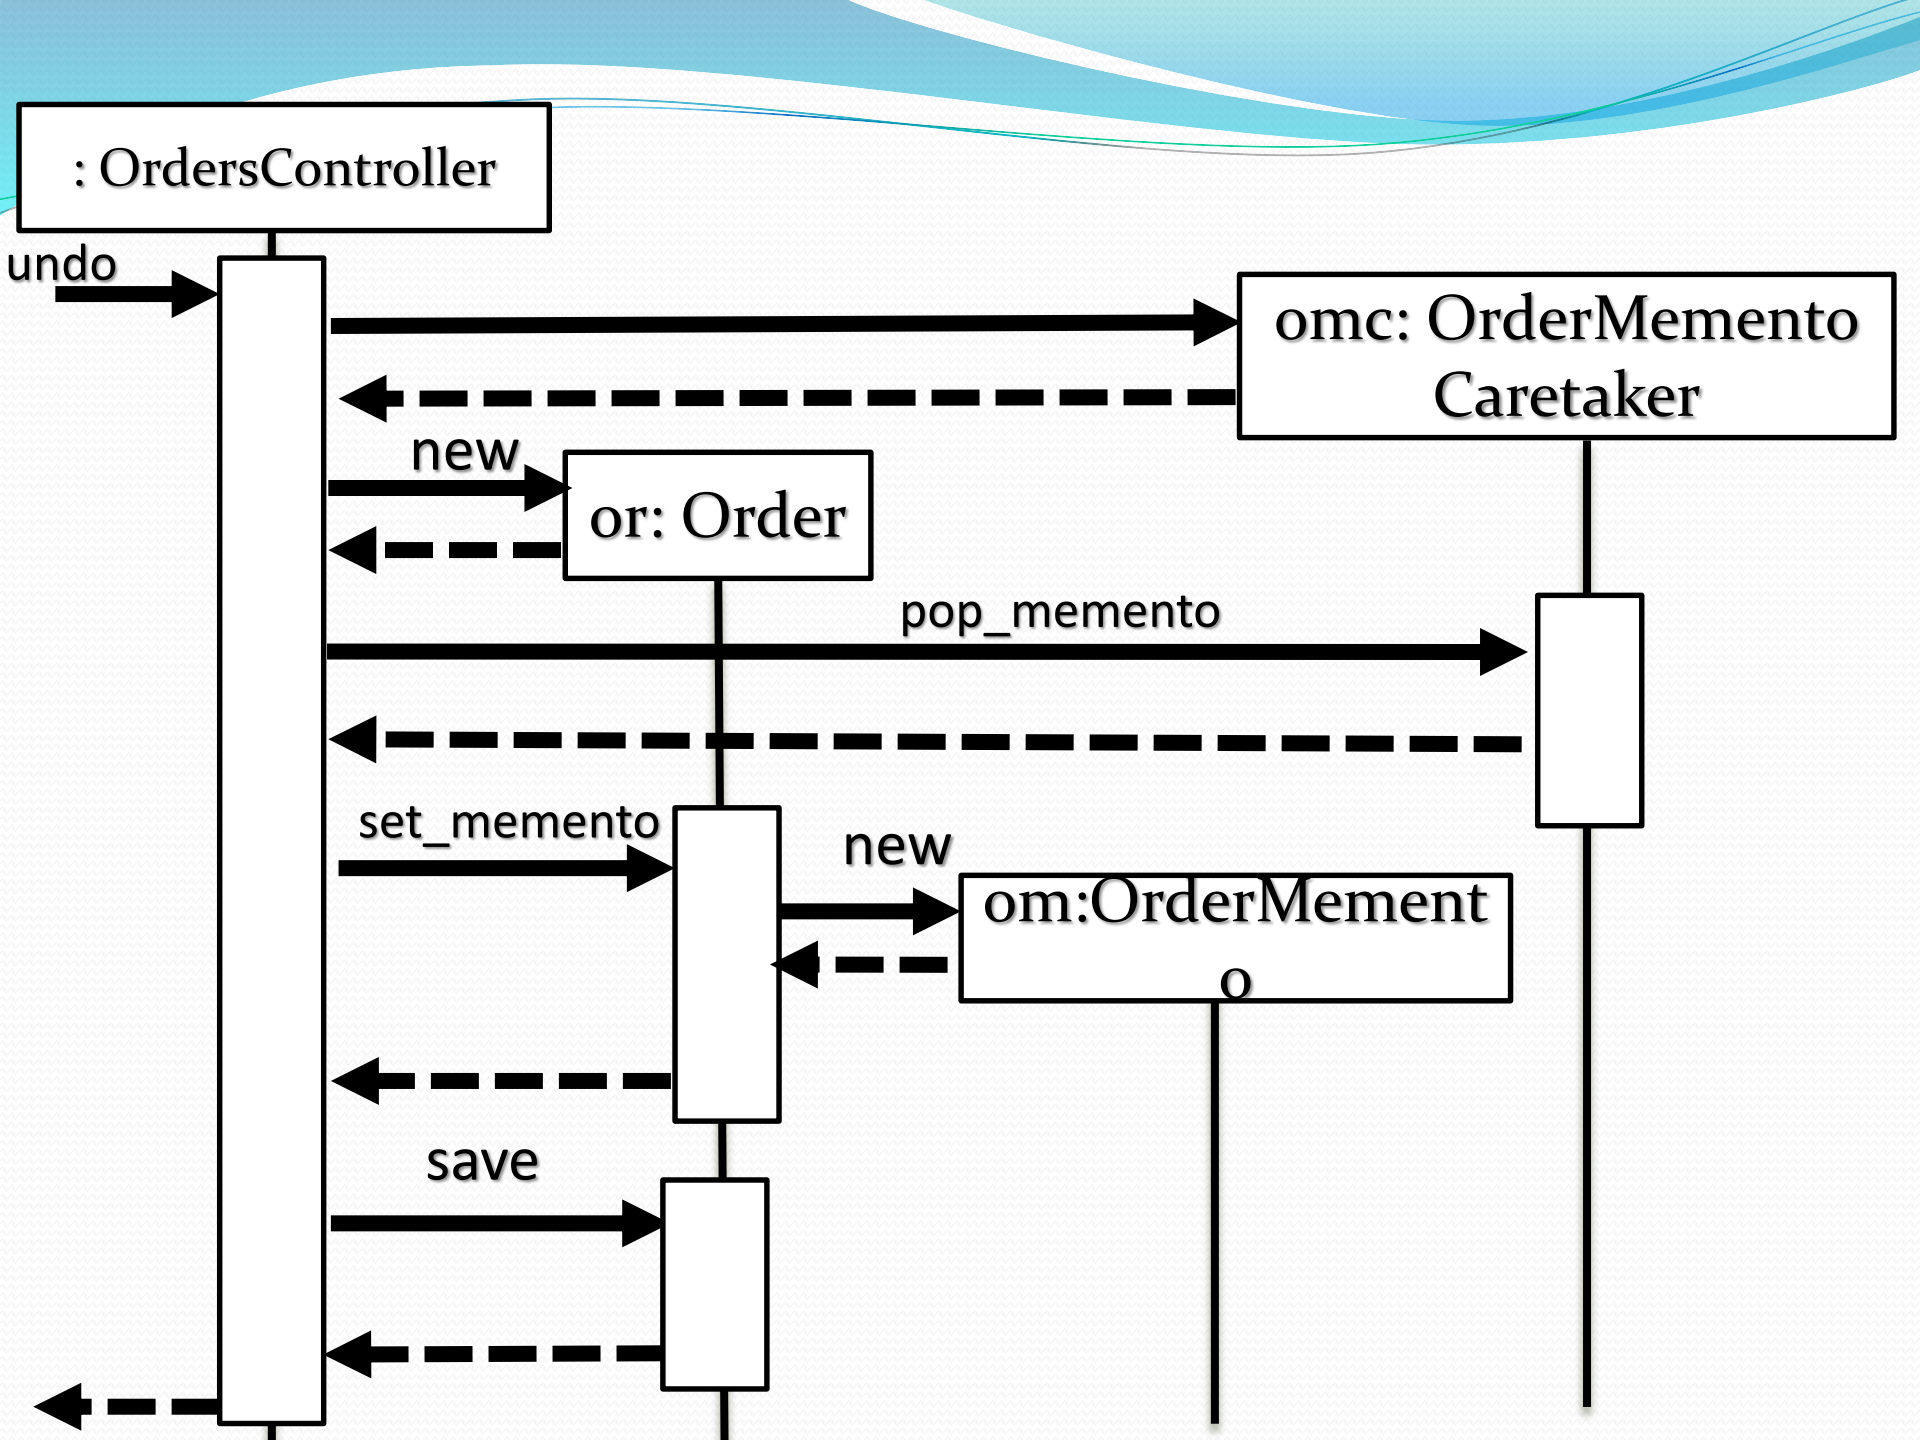 : OrdersController
undo
omc: OrderMemento
Caretaker
new
or: Order
pop_memento
set_memento
new
om:OrderMement
o
save